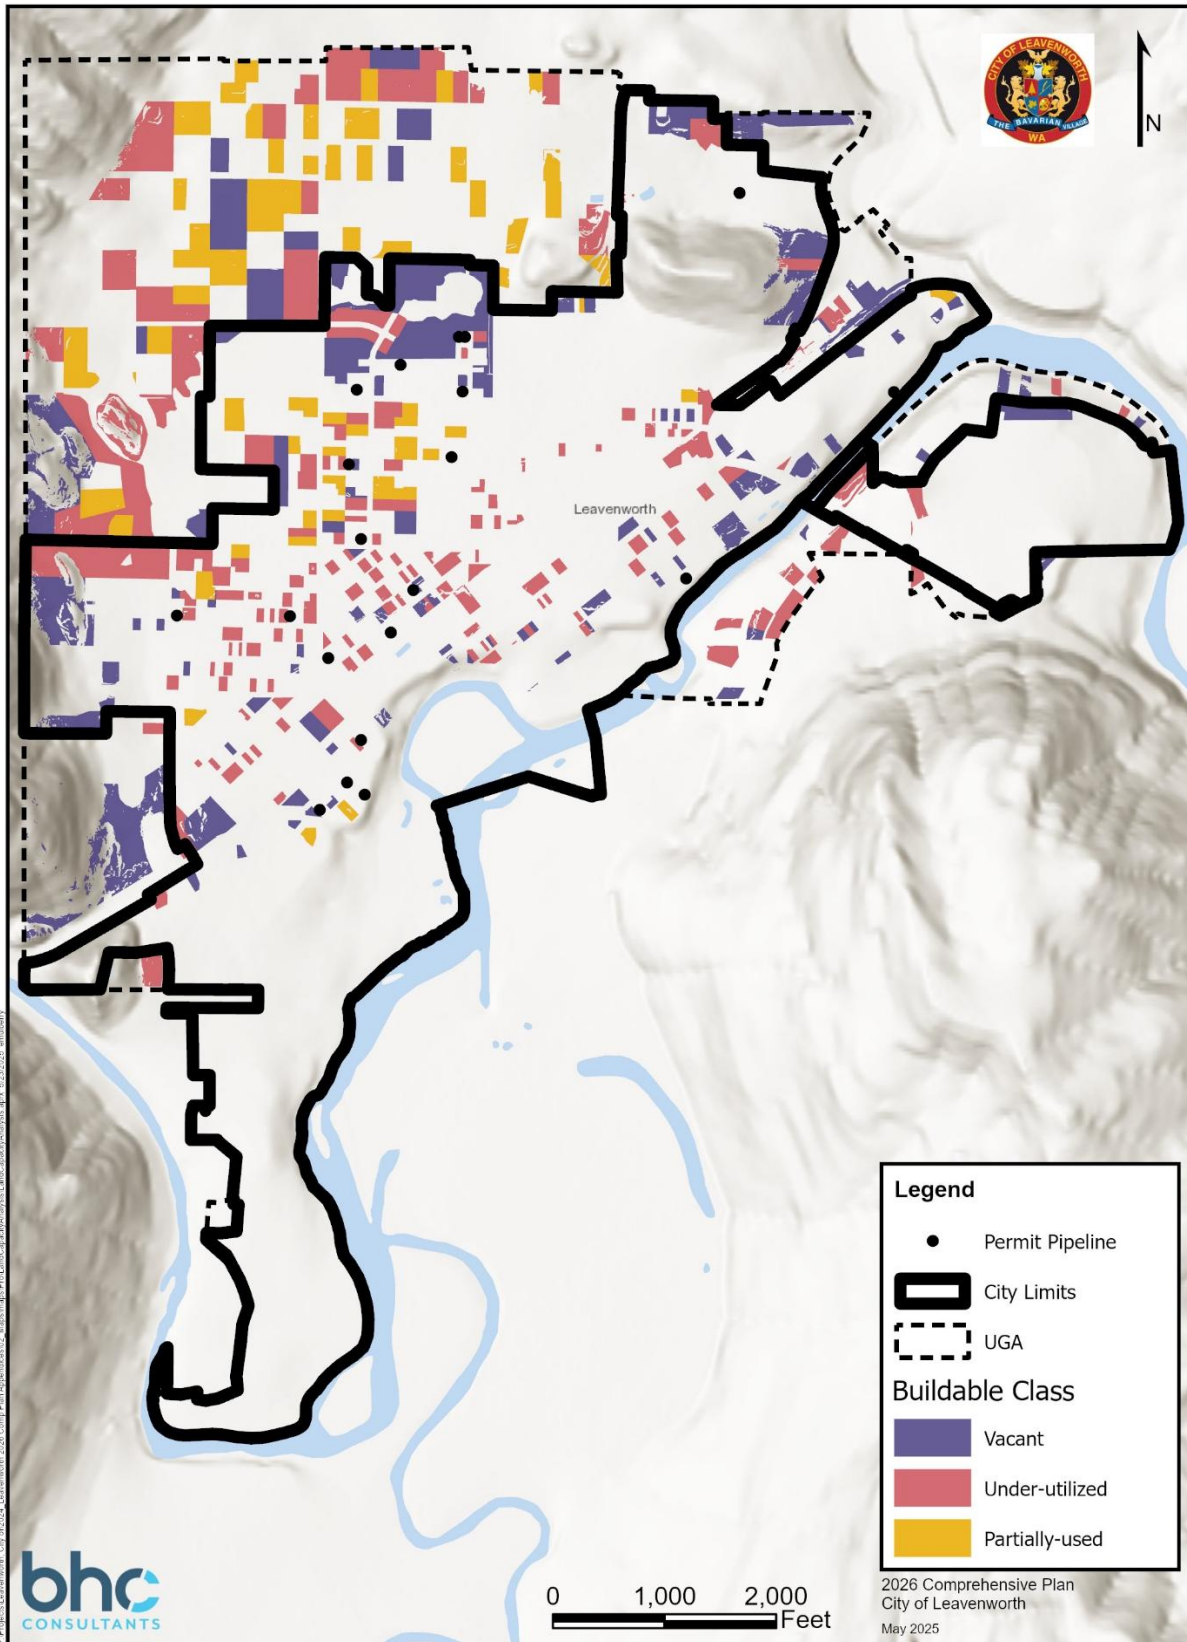 CITY OF LEAVENWORTH
THE BAVARIAN VILLAGE
WA
N
Leavenworth
Legend
Permit Pipeline
City Limits
UGA
Buildable Class
Vacant
Under-utilized
Partially-used
bhc
CONSULTANTS
0 1,000 2,000
Feet
2026 Comprehensive Plan
City of Leavenworth
May 2025